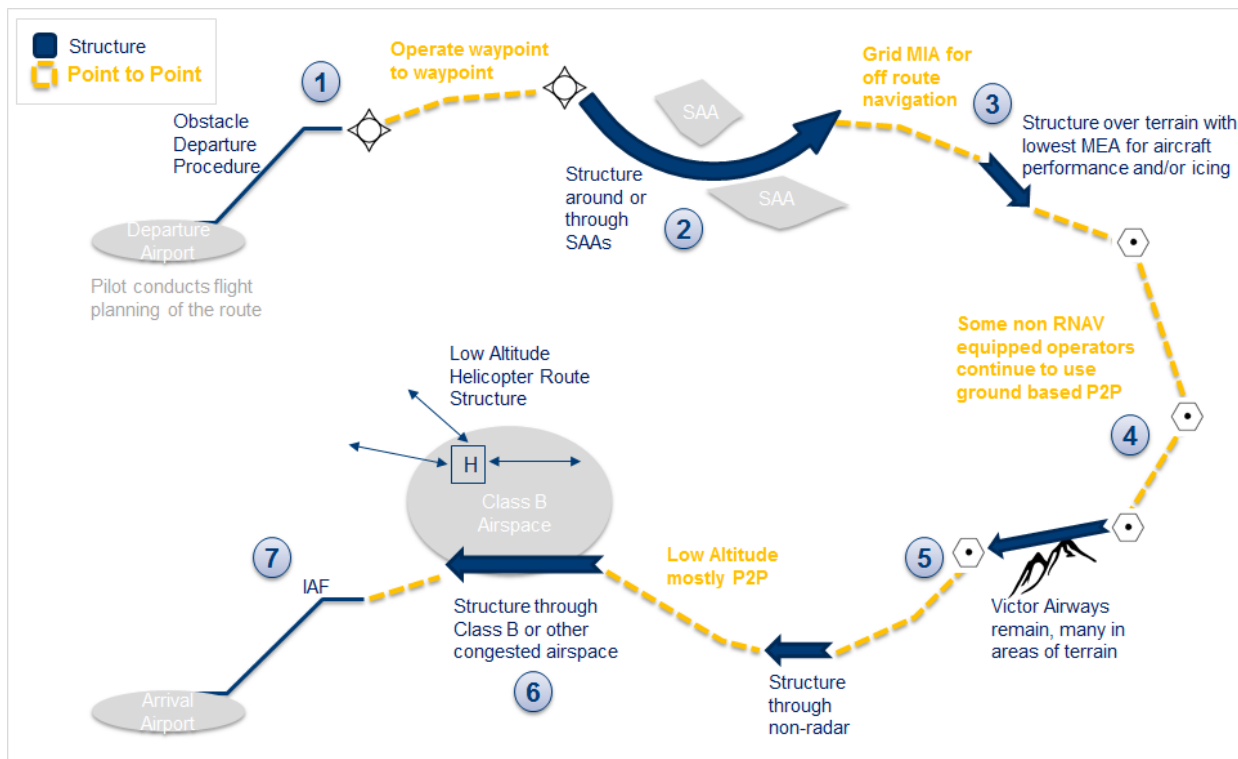 Structure
Point to Point
1
Obstacle
Departure
Procedure
Departure
Airport
Pilot conducts flight
planning of the route
Operate waypoint
to waypoint
SAA
SAA
Structure
around or
through
SAAs
2
Grid MIA for
off route
navigation
3
Structure over terrain with
lowest MEA for aircraft
performance and/or icing
Some non RNAV
equipped operators
continue to use
ground based P2P
4
5
Victor Airways
remain, many in
areas of terrain
Structure
through
non-radar
Low Altitude
mostly P2P
Low Altitude
Helicopter Route
Structure
H
Class B
Airspace
Structure through
Class B or other
congested airspace
6
7
IAF
Arrival
Airport